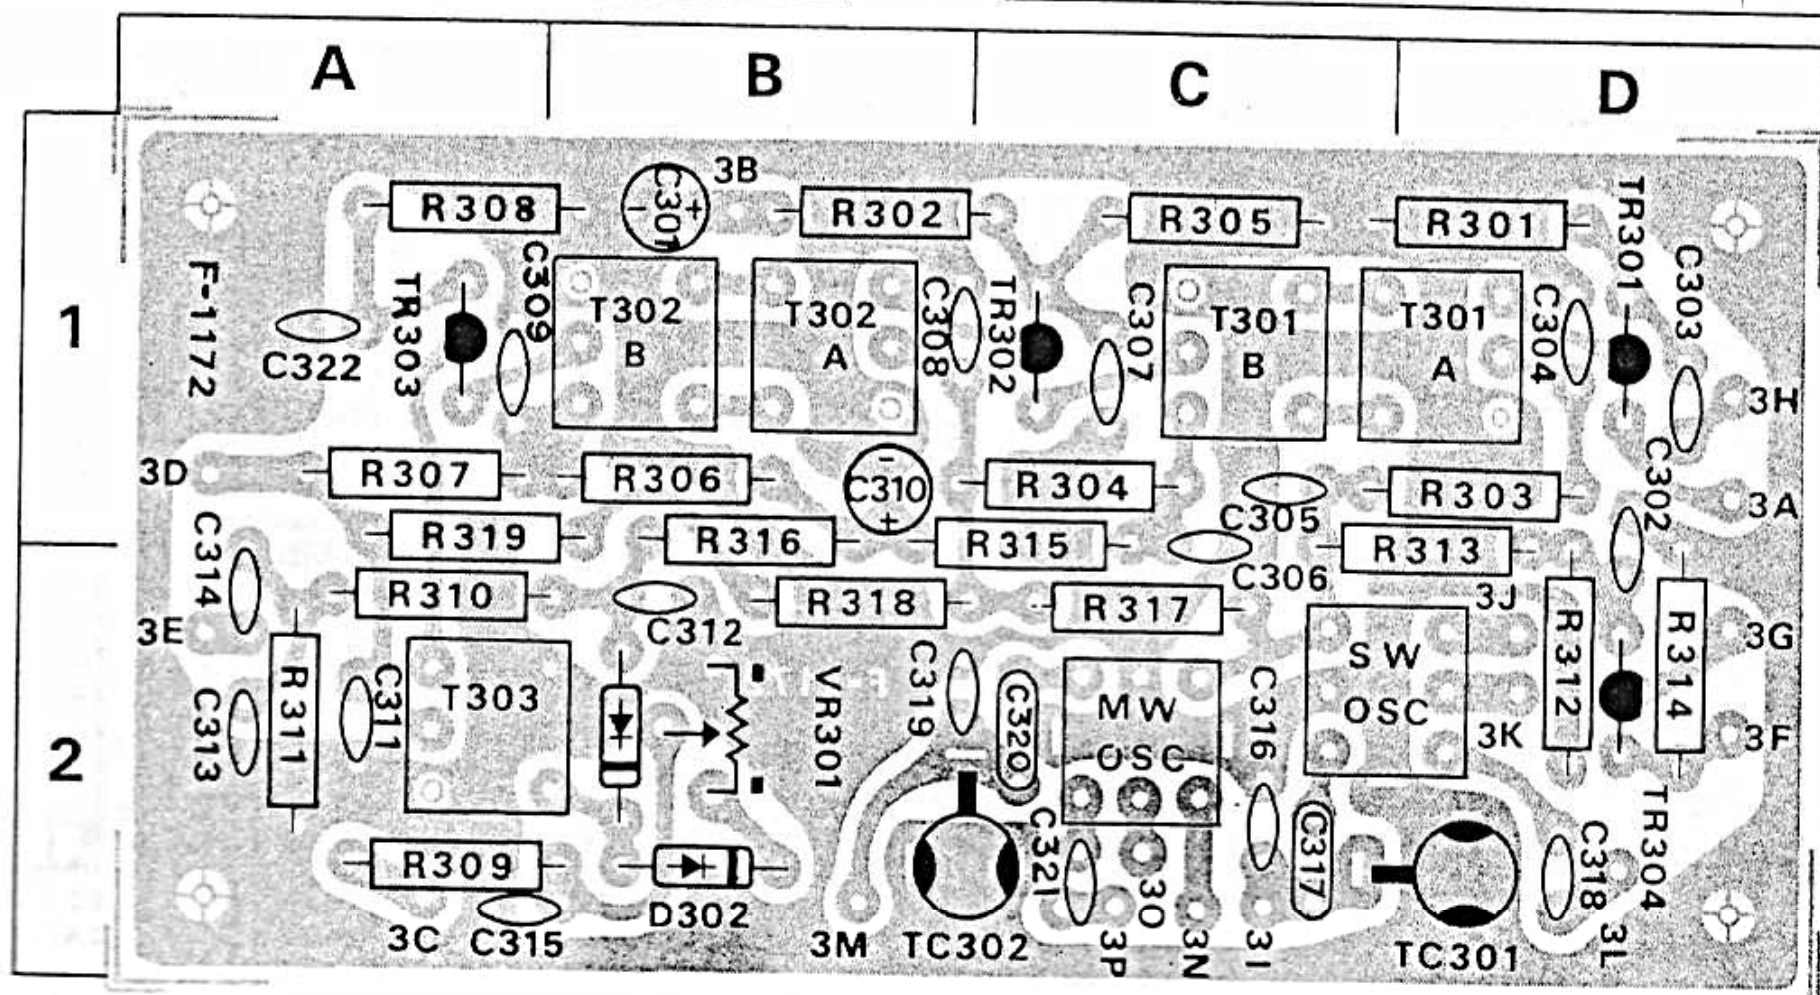 A B C D
1
2
3B
R308
C301
- +
R302
R305
R301
TR301
F-1172
C322
TR303
C309
T302
B
T302
A
C308
TR302
C307
T301
B
T301
A
C304
C303
3H
3D
R307
R306
-
C310
+
R304
C305
R303
C302
3A
C314
R319
R316
R315
C306
R313
3E
R310
C312
R318
R317
3J
R312
R314
3G
C313
R311
C311
T303
VR301
C319
C320
MW
OSC
C316
SW
OSC
3K
3F
R309
3C
C315
D302
3M
TC302
C321
3P
30
3N
3I
C317
TC301
C318
3L
TR304